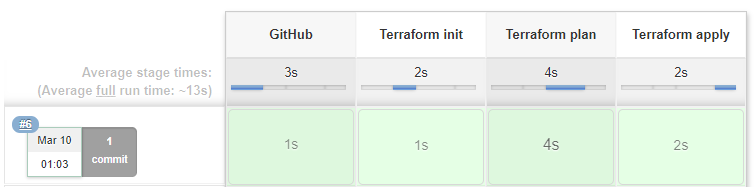 GitHub Terraform init Terraform plan Terraform apply
Average stage times: 3s 2s 4s 2s
(Average full run time: ~13s)
#6
Mar 10 1
01:03 commit
1s 1s 4s 2s